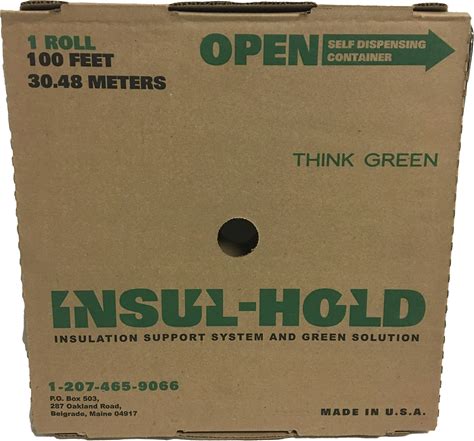 1 ROLL
100 FEET
30.48 METERS
OPEN
SELF DISPENSING
CONTAINER
THINK GREEN
INSUL-HOLD
INSULATION SUPPORT SYSTEM AND GREEN SOLUTION
1-207-465-9066
P.O. Box 503,
287 Oakland Road,
Belgrade, Maine 04917
MADE IN U.S.A.